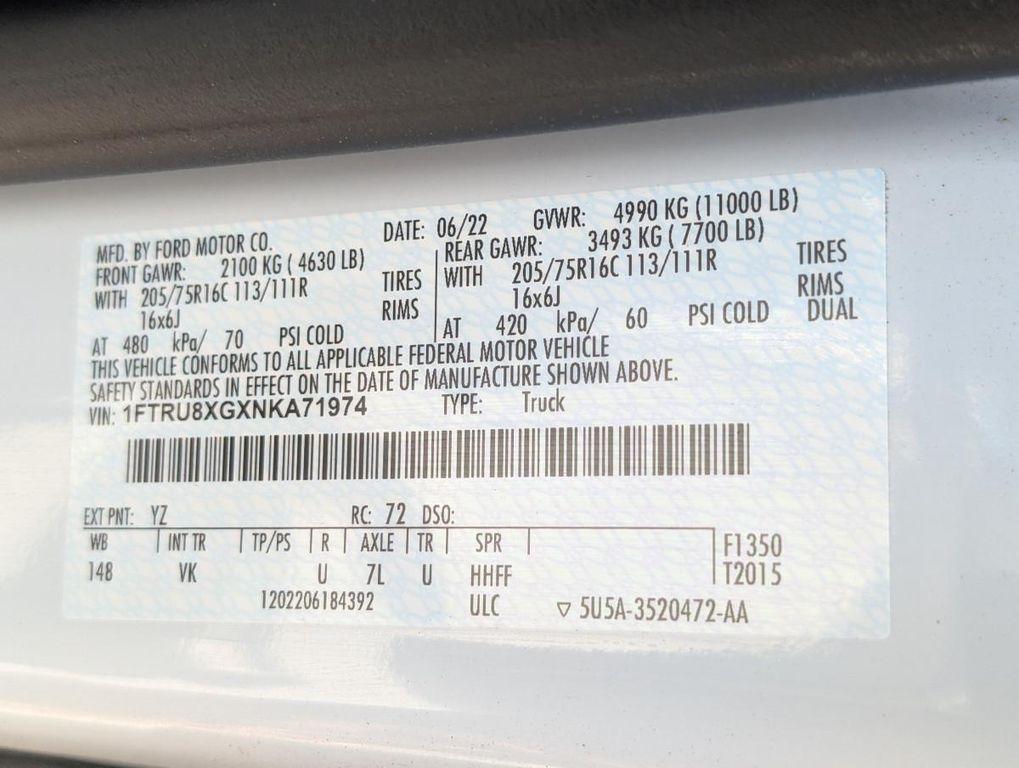 MFD. BY FORD MOTOR CO. DATE: 06/22 GVWR: 4990 KG (11000 LB)
FRONT GAWR: 2100 KG ( 4630 LB) REAR GAWR: 3493 KG ( 7700 LB)
WITH 205/75R16C 113/111R TIRES WITH 205/75R16C 113/111R TIRES
16x6J RIMS 16x6J RIMS
AT 480 kPa/ 70 PSI COLD AT 420 kPa/ 60 PSI COLD DUAL
THIS VEHICLE CONFORMS TO ALL APPLICABLE FEDERAL MOTOR VEHICLE
SAFETY STANDARDS IN EFFECT ON THE DATE OF MANUFACTURE SHOWN ABOVE.
VIN: 1FTRU8XGXNKA71974 TYPE: Truck
EXT PNT: YZ RC: 72 DSO:
WB INT TR TP/PS R AXLE TR SPR F1350
148 VK U 7L U HHFF T2015
1202206184392 ULC ▽ 5U5A-3520472-AA